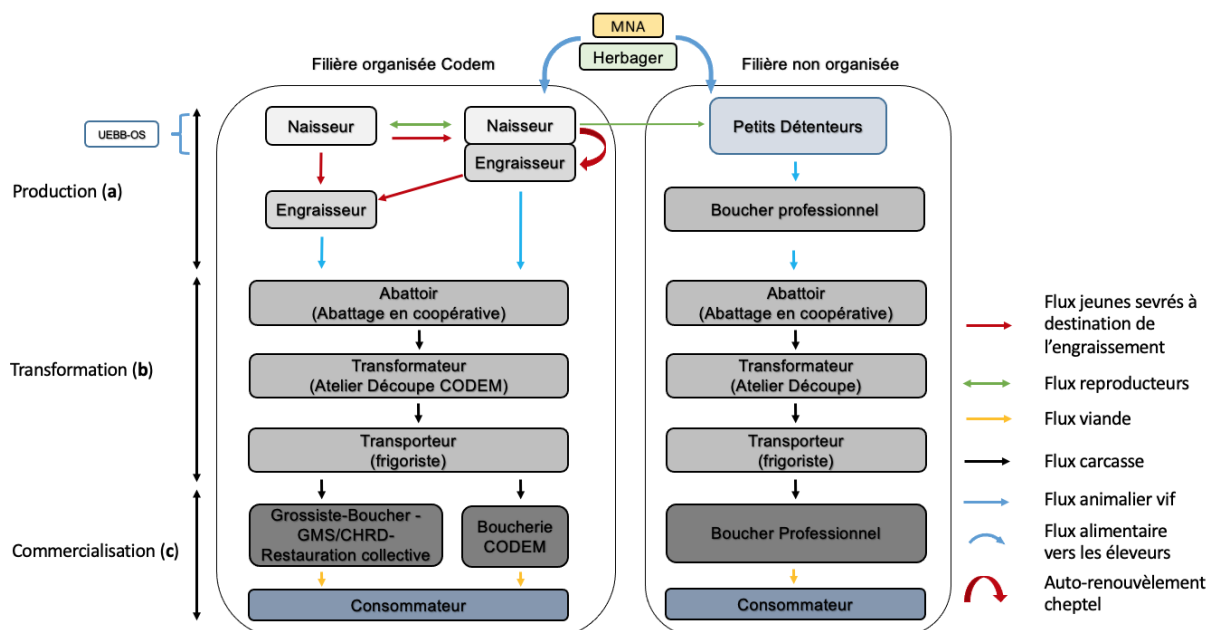 MNA
Herbager
Filière organisée Codem
Filière non organisée
UEBB-OS
Naisseur
Naisseur
Engraisseur
Engraisseur
Petits Détenteurs
Boucher professionnel
Production (a)
Abattoir
(Abattage en coopérative)
Abattoir
(Abattage en coopérative)
Transformation (b)
Transformateur
(Atelier Découpe CODEM)
Transformateur
(Atelier Découpe)
Transporteur
(frigoriste)
Transporteur
(frigoriste)
Commercialisation (c)
Grossiste-Boucher -
GMS/CHRD-
Restauration collective
Boucherie
CODEM
Boucher Professionnel
Consommateur
Consommateur
Flux jeunes sevrés à
destination de
l’engraissement
Flux reproducteurs
Flux viande
Flux carcasse
Flux animalier vif
Flux alimentaire
vers les éleveurs
Auto-renouvèlement
cheptel